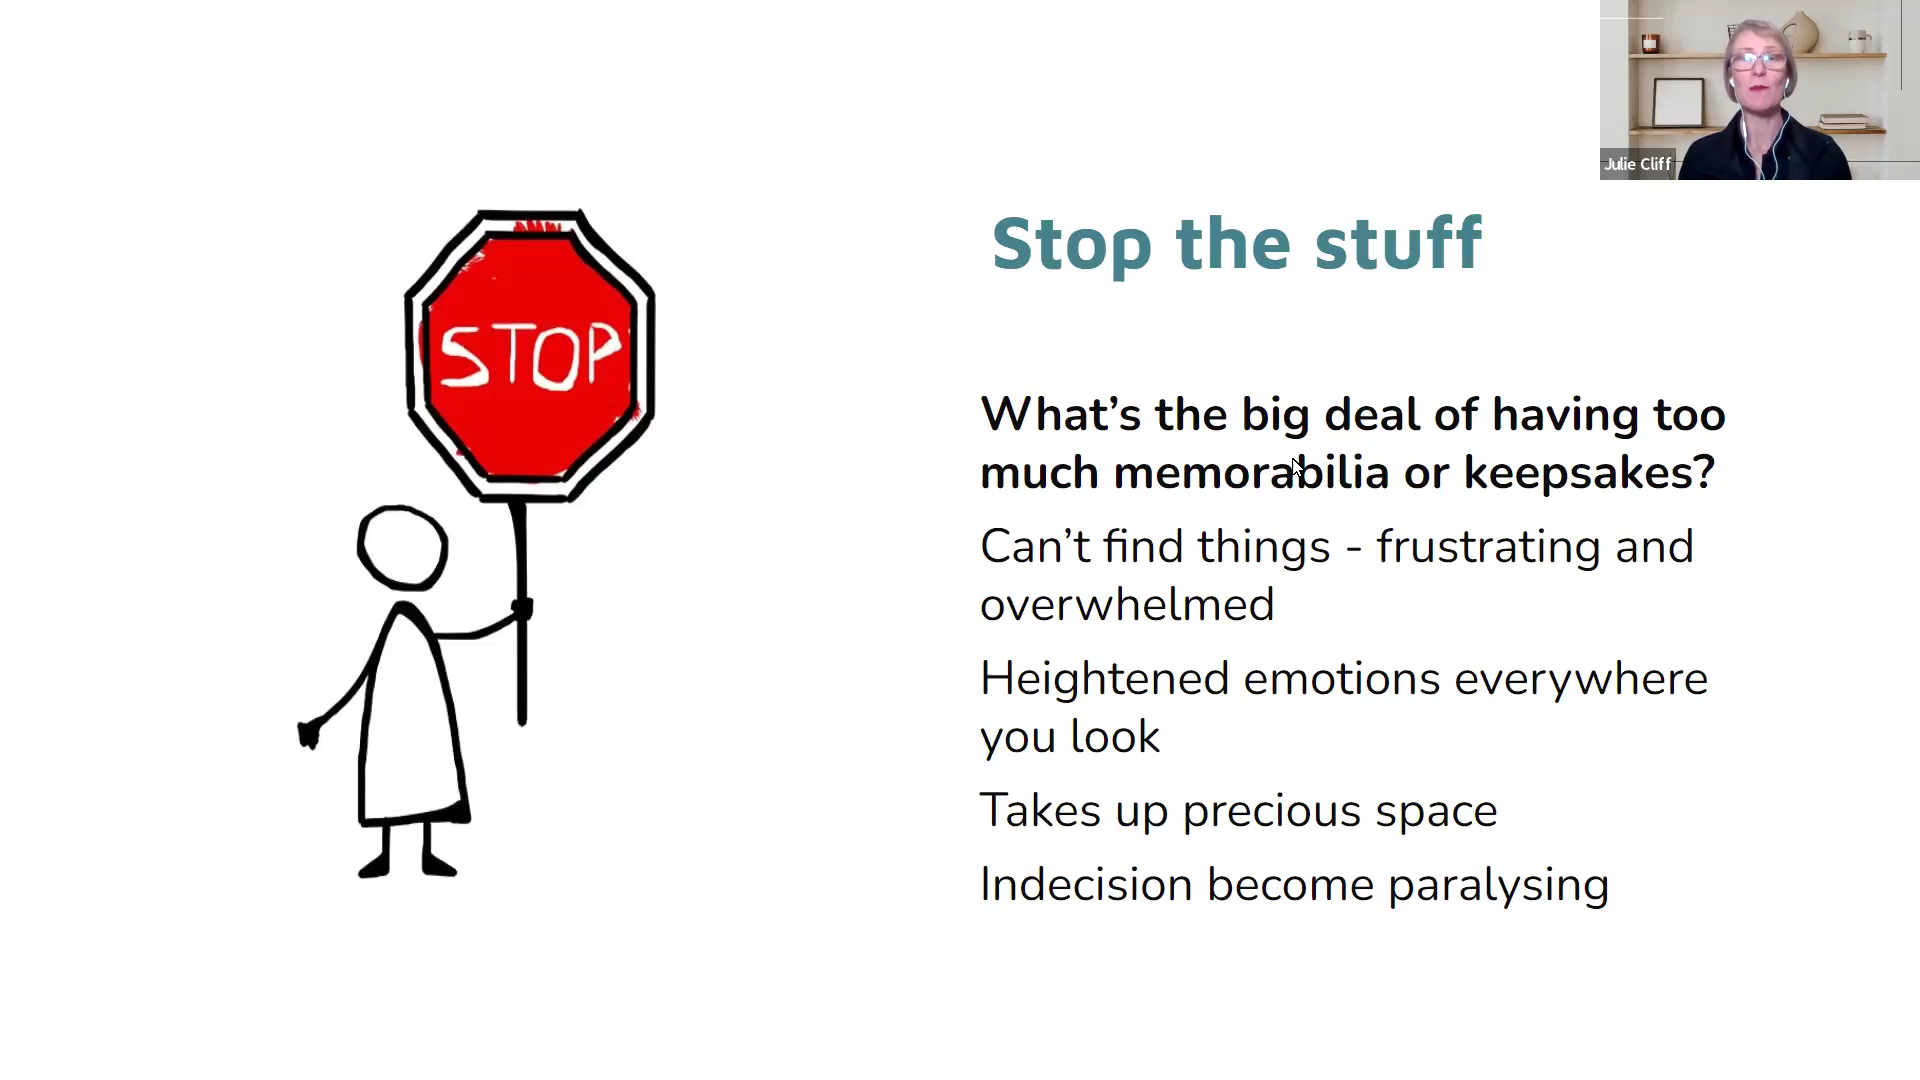 Julie Cliff
Stop the stuff
STOP
What’s the big deal of having too
much memorabilia or keepsakes?
Can’t find things - frustrating and
overwhelmed
Heightened emotions everywhere
you look
Takes up precious space
Indecision become paralysing